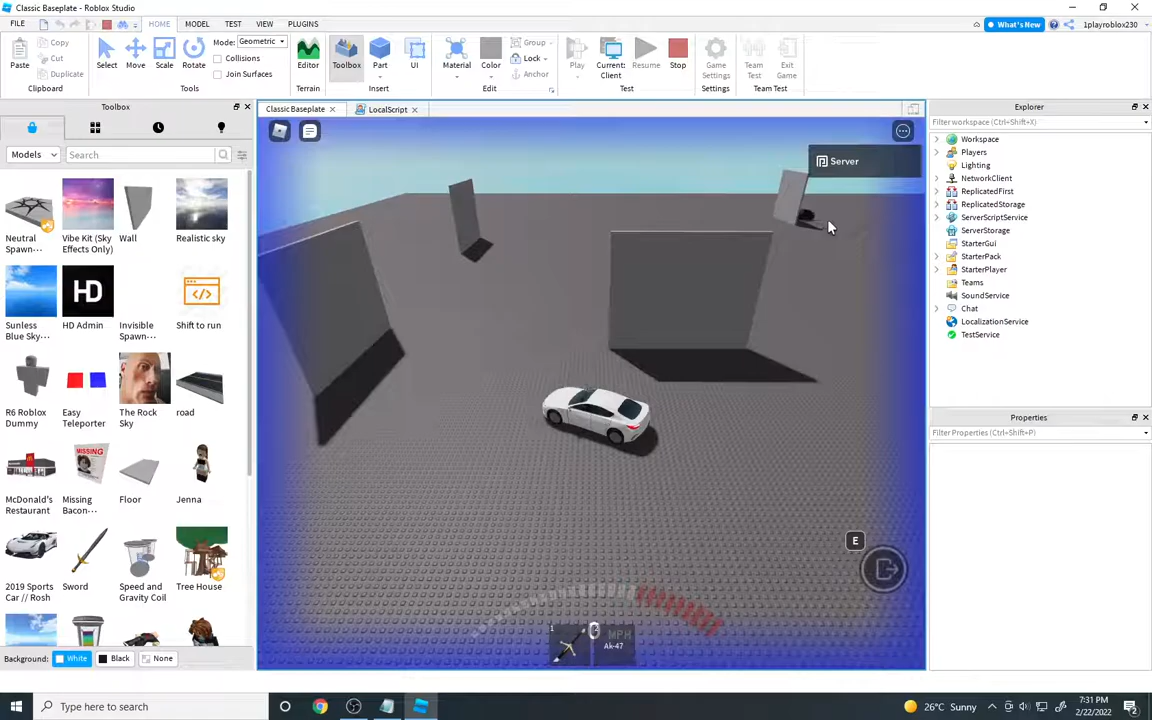 Classic Baseplate - Roblox Studio
FILE
HOME
MODEL
TEST
VIEW
PLUGINS
What's New
1playroblox230
Paste
Copy
Cut
Duplicate
Clipboard
Select
Move
Scale
Rotate
Mode: Geometric
Collisions
Join Surfaces
Tools
Editor
Terrain
Toolbox
Part
UI
Insert
Material
Color
Group
Lock
Anchor
Edit
Play
Current:
Client
Resume
Stop
Test
Game
Settings
Settings
Team
Test
Exit
Game
Team Test
Toolbox
Classic Baseplate
LocalScript
Explorer
Filter workspace (Ctrl+Shift+X)
Models
Search
Neutral
Spawn-···
Vibe Kit (Sky
Effects Only)
Wall
Realistic sky
Sunless
Blue Sky-···
HD
HD Admin
Invisible
Spawn-···
Shift to run
R6 Roblox
Dummy
Easy
Teleporter
The Rock
Sky
road
McDonald's
Restaurant
MISSING
Missing
Bacon-···
Floor
Jenna
2019 Sports
Car // Rosh
Sword
Speed and
Gravity Coil
Tree House
Background:
White
Black
None
Server
E
1
0
MPH
Ak-47
Workspace
Players
Lighting
NetworkClient
ReplicatedFirst
ReplicatedStorage
ServerScriptService
ServerStorage
StarterGui
StarterPack
StarterPlayer
Teams
SoundService
Chat
LocalizationService
TestService
Properties
Filter Properties (Ctrl+Shift+P)
Type here to search
26°C Sunny
7:31 PM
2/22/2022
2